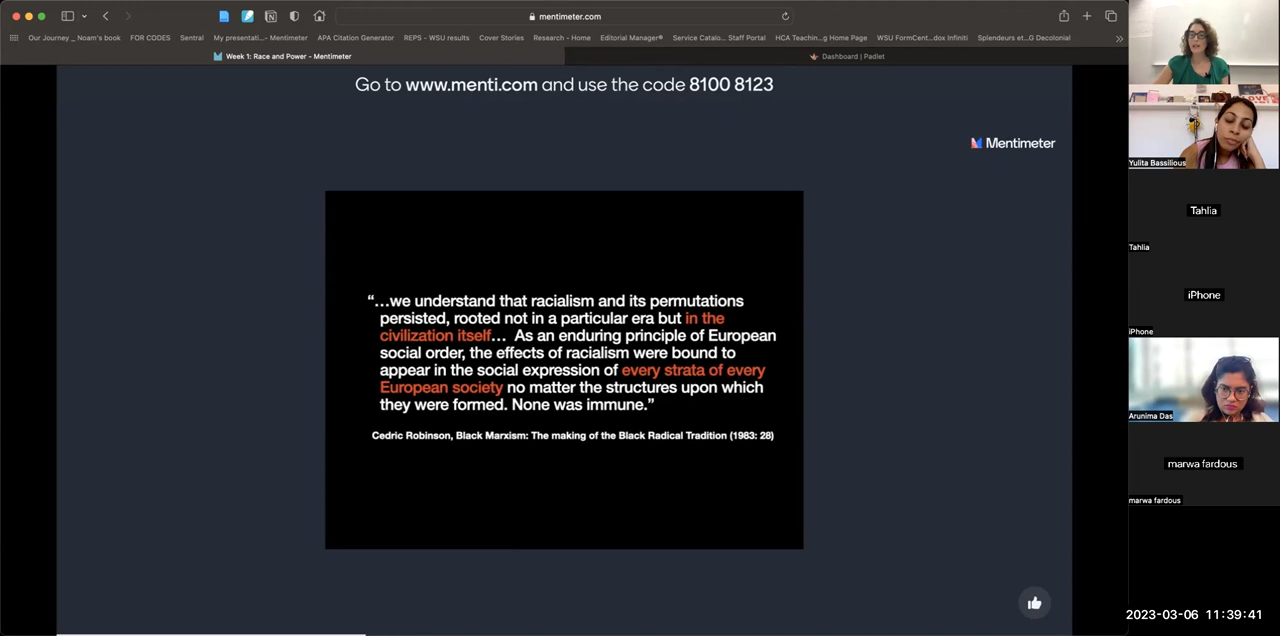 mentimeter.com
Our Journey _ Noam's book FOR CODES Sentral My presentati...- Mentimeter APA Citation Generator REPS - WSU results Cover Stories Research - Home Editorial Manager® Service Catalo... Staff Portal HCA Teachin...g Home Page WSU FormCent...dox Infiniti Splendeurs et...G Decolonial
Week 1: Race and Power - Mentimeter Dashboard | Padlet
Go to www.menti.com and use the code 8100 8123
Mentimeter
“...we understand that racialism and its permutations
persisted, rooted not in a particular era but in the
civilization itself... As an enduring principle of European
social order, the effects of racialism were bound to
appear in the social expression of every strata of every
European society no matter the structures upon which
they were formed. None was immune.”
Cedric Robinson, Black Marxism: The making of the Black Radical Tradition (1983: 28)
Yulita Bassilious
Tahlia
Tahlia
iPhone
iPhone
Arunima Das
marwa fardous
marwa fardous
2023-03-06 11:39:41